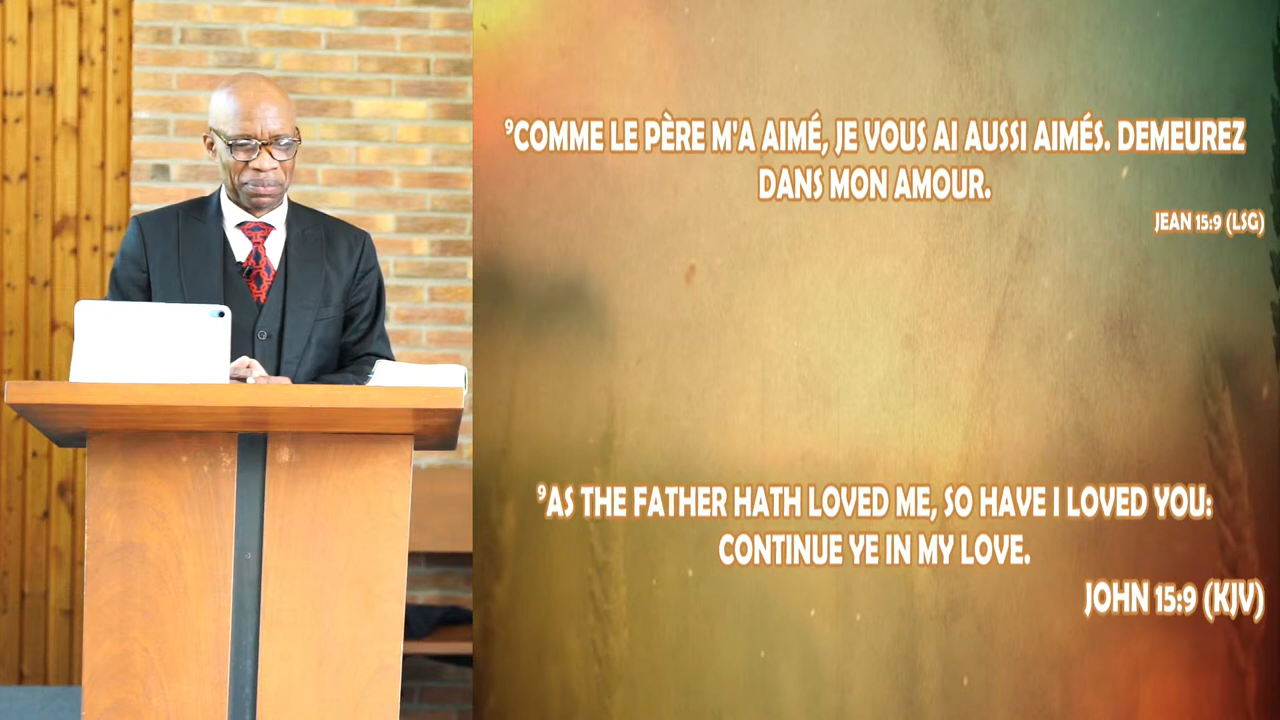 ⁹COMME LE PÈRE M'A AIMÉ, JE VOUS AI AUSSI AIMÉS. DEMEUREZ
DANS MON AMOUR.
JEAN 15:9 (LSG)
⁹AS THE FATHER HATH LOVED ME, SO HAVE I LOVED YOU:
CONTINUE YE IN MY LOVE.
JOHN 15:9 (KJV)